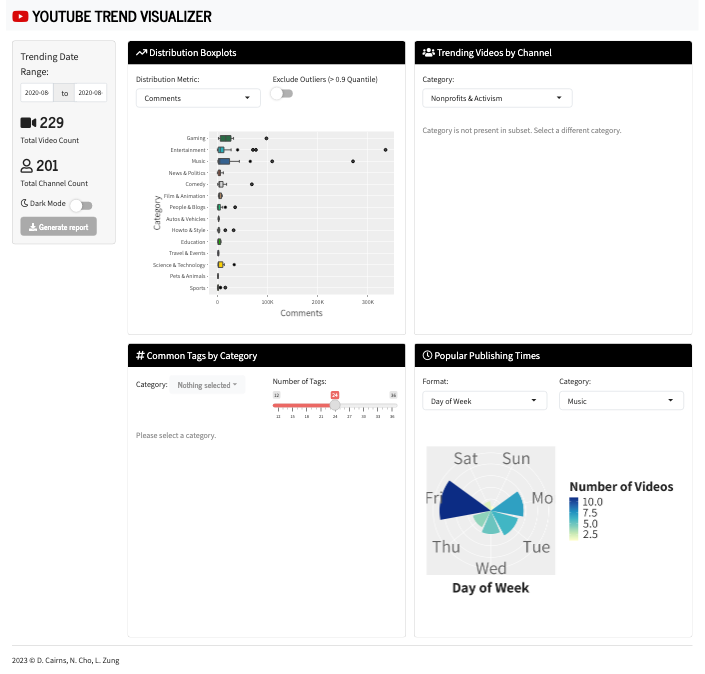 YOUTUBE TREND VISUALIZER
Trending Date
Range:
2020-08-
to
2020-08-
229
Total Video Count
201
Total Channel Count
Dark Mode
Generate report
Distribution Boxplots
Distribution Metric:
Comments
Exclude Outliers (> 0.9 Quantile)
Category
Gaming
Entertainment
Music
News & Politics
Comedy
Film & Animation
People & Blogs
Autos & Vehicles
Howto & Style
Education
Travel & Events
Science & Technology
Pets & Animals
Sports
0
100K
200K
300K
Comments
Trending Videos by Channel
Category:
Nonprofits & Activism
Category is not present in subset. Select a different category.
# Common Tags by Category
Category:
Nothing selected
Number of Tags:
12
24
36
12 15 18 21 24 27 30 33 36
Please select a category.
Popular Publishing Times
Format:
Day of Week
Category:
Music
Sat
Sun
Fri
Mo
Thu
Tue
Wed
Day of Week
Number of Videos
10.0
7.5
5.0
2.5
2023 © D. Cairns, N. Cho, L. Zung